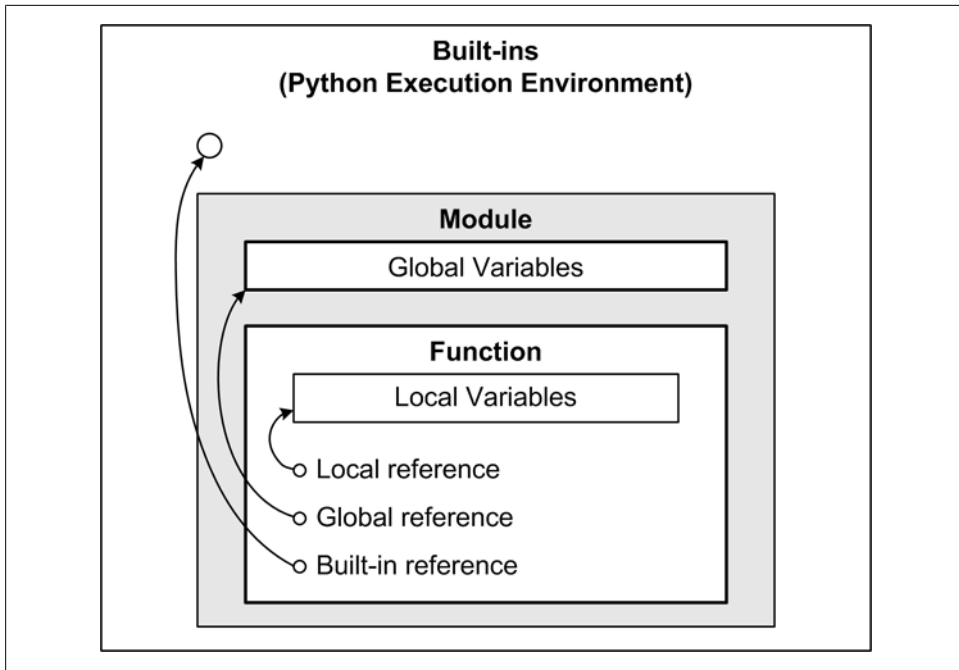 Built-ins
(Python Execution Environment)
Module
Global Variables
Function
Local Variables
Local reference
Global reference
Built-in reference